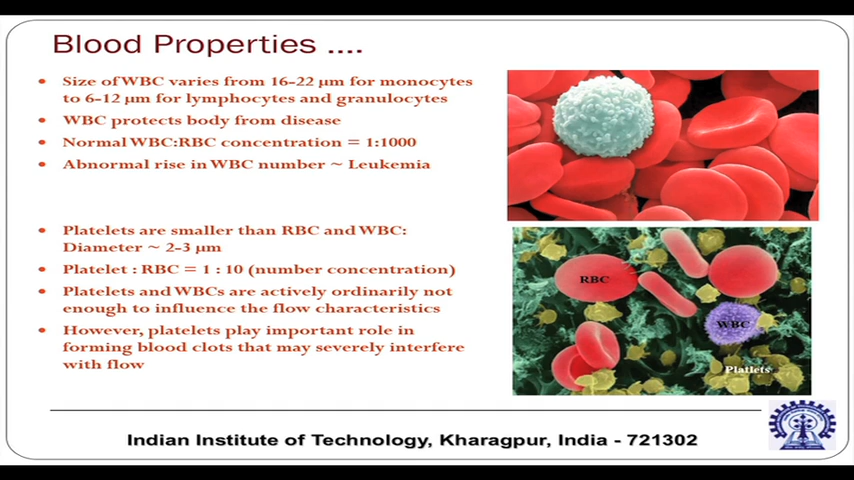 Blood Properties ....
• Size of WBC varies from 16-22 µm for monocytes
to 6-12 µm for lymphocytes and granulocytes
• WBC protects body from disease
• Normal WBC:RBC concentration = 1:1000
• Abnormal rise in WBC number ~ Leukemia
• Platelets are smaller than RBC and WBC:
Diameter ~ 2-3 µm
• Platelet : RBC = 1 : 10 (number concentration)
• Platelets and WBCs are actively ordinarily not
enough to influence the flow characteristics
• However, platelets play important role in
forming blood clots that may severely interfere
with flow
RBC
WBC
Platelets
Indian Institute of Technology, Kharagpur, India - 721302